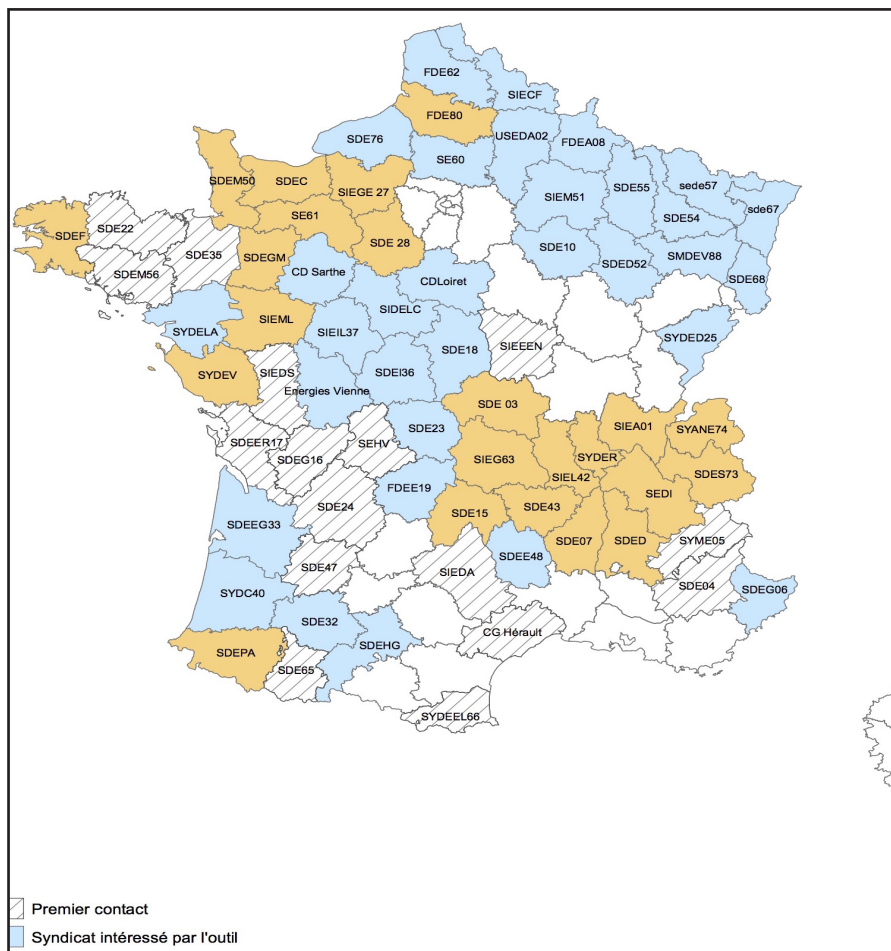 FDE62
SIECF
FDE80
USEDA02
FDEA08
SDE76
SE60
SDEM50
SDEC
SIEGE 27
SIEM51
SDE55
sede57
sde67
SE61
SDE54
SDEF
SDE22
SDE35
SDEGM
SDE 28
SDE10
SDED52
SMDEV88
SDEM56
CD Sarthe
CDLoiret
SDE68
SYDELA
SIEML
SIEIL37
SIDELC
SIEEEN
SYDED25
SDE18
SYDEV
SIEDS
SDEI36
Energies Vienne
SDE 03
SDEER17
SDEG16
SEHV
SDE23
SIEA01
SYANE74
SIEG63
SYDER
SDES73
SIEL42
FDEE19
SEDI
SDE24
SDE15
SDE43
SDEEG33
SDE07
SDED
SYME05
SDE47
SIEDA
SDEE48
SDE04
SDEG06
SYDC40
SDE32
SDEHG
CG Hérault
SDEPA
SDE65
SYDEEL66
Premier contact
Syndicat intéressé par l'outil